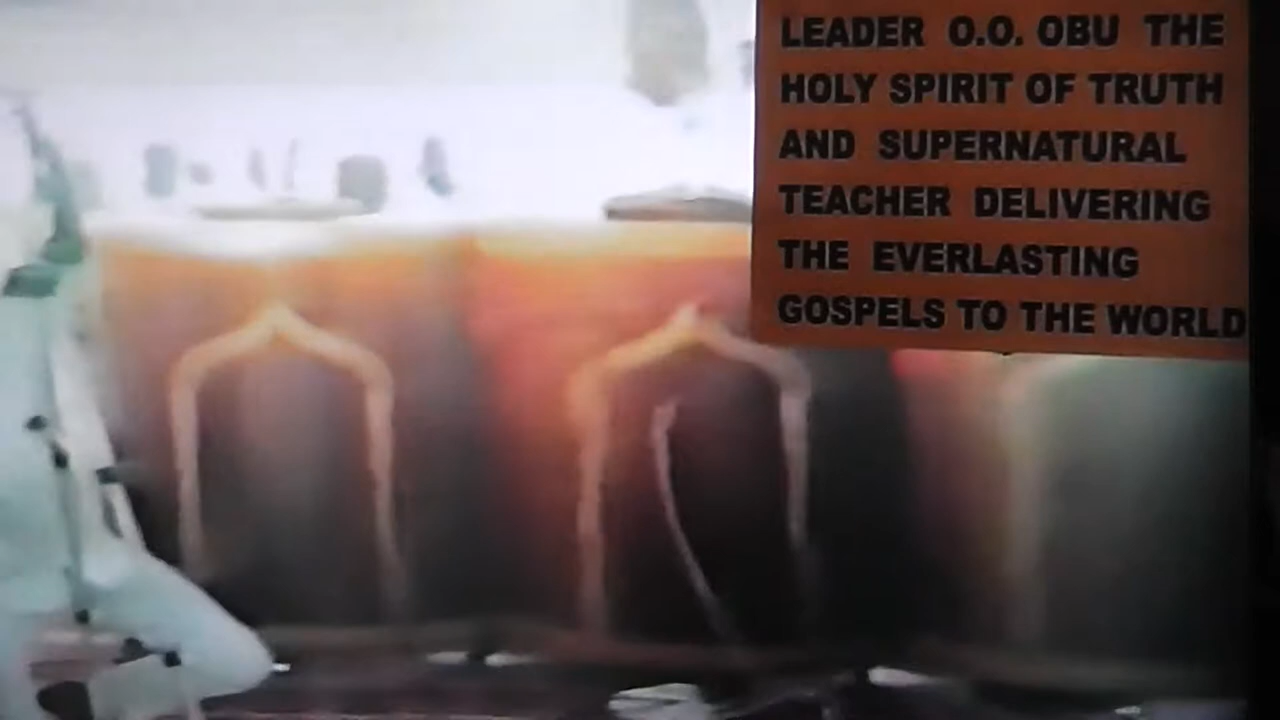 LEADER O.O. OBU THE
HOLY SPIRIT OF TRUTH
AND SUPERNATURAL
TEACHER DELIVERING
THE EVERLASTING
GOSPELS TO THE WORLD